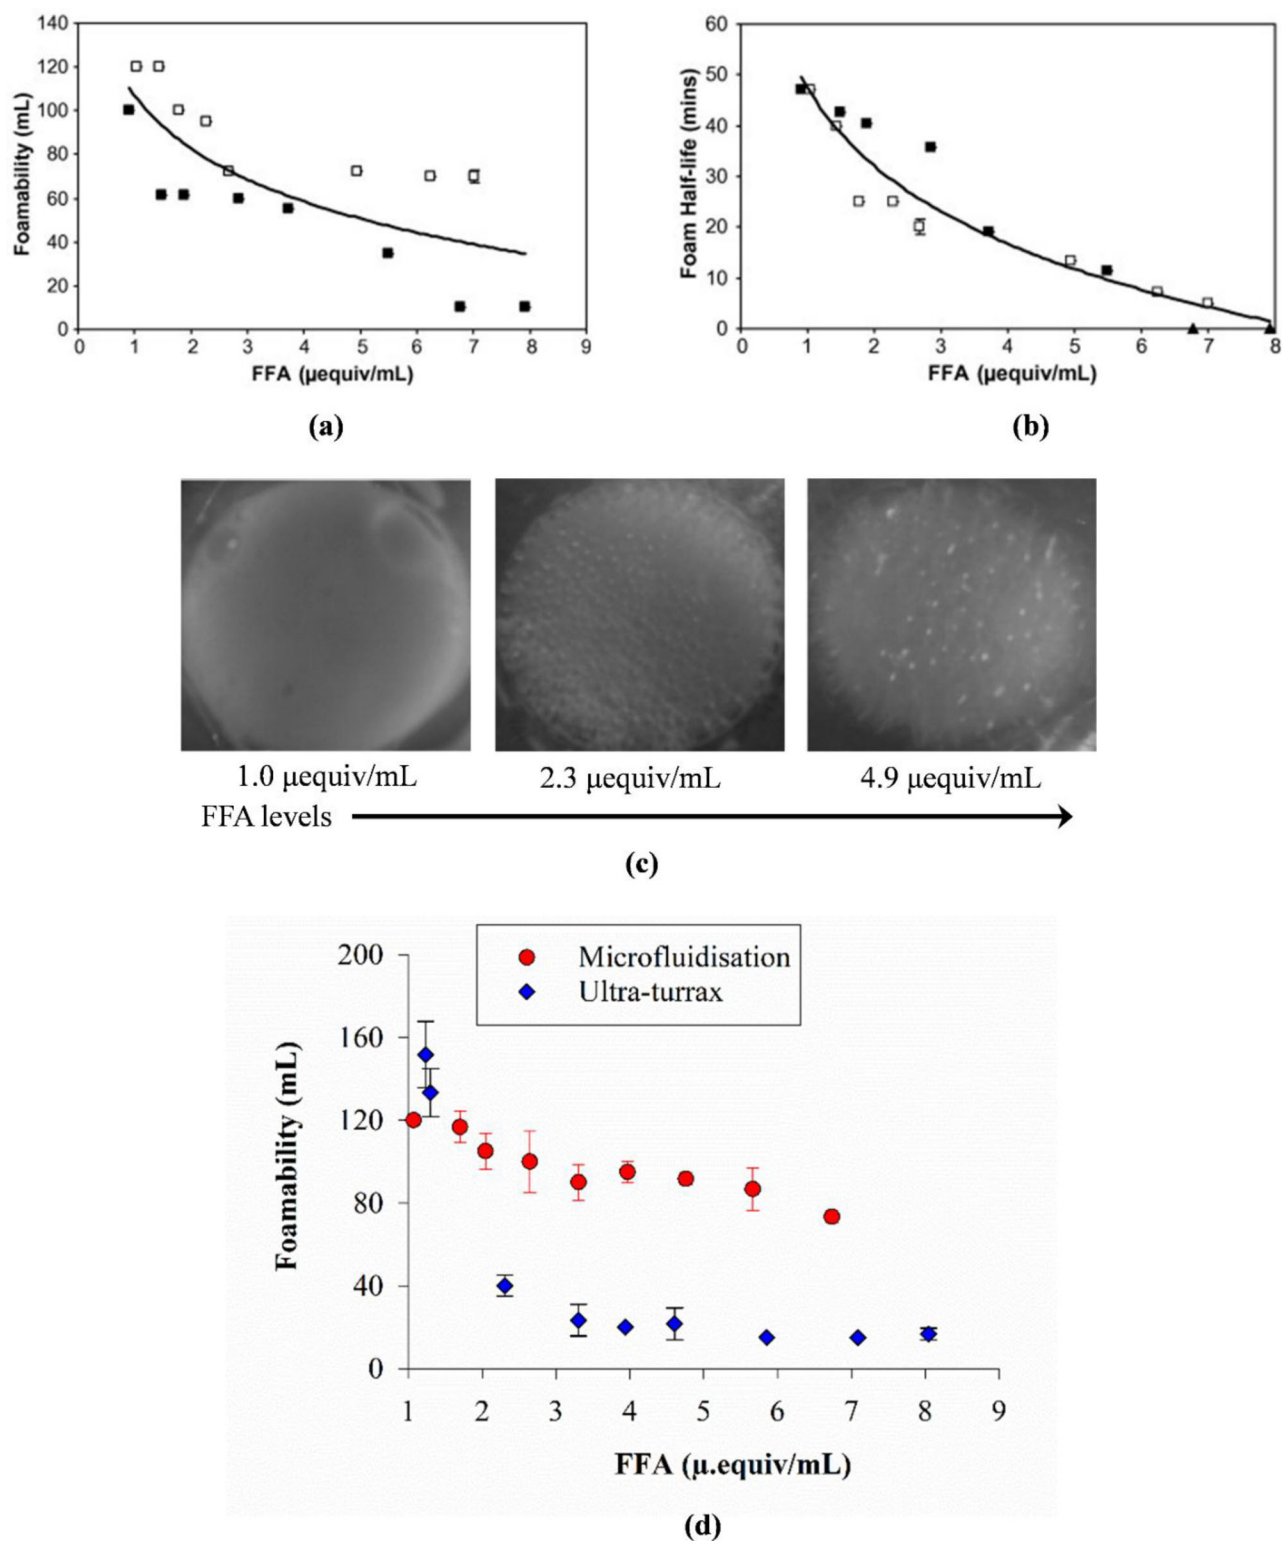 140
120
100
80
60
40
20
0
Foamability (mL)
0 1 2 3 4 5 6 7 8 9
FFA (µequiv/mL)
(a)
60
50
40
30
20
10
0
Foam Half-life (mins)
0 1 2 3 4 5 6 7 8
FFA (µequiv/mL)
(b)
1.0 µequiv/mL 2.3 µequiv/mL 4.9 µequiv/mL
FFA levels
(c)
Microfluidisation
Ultra-turrax
200
160
120
80
40
0
Foamability (mL)
1 2 3 4 5 6 7 8 9
FFA (µ.equiv/mL)
(d)